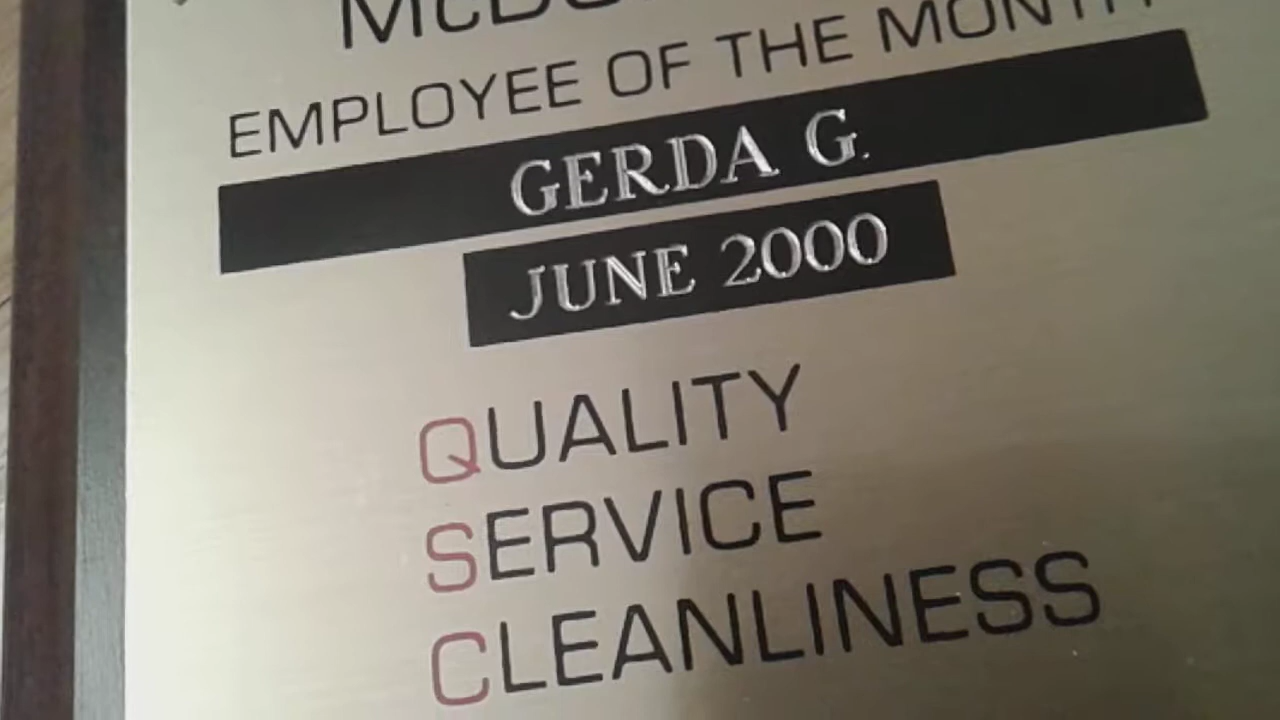 EMPLOYEE OF THE MONTH
GERDA G.
JUNE 2000
QUALITY
SERVICE
CLEANLINESS